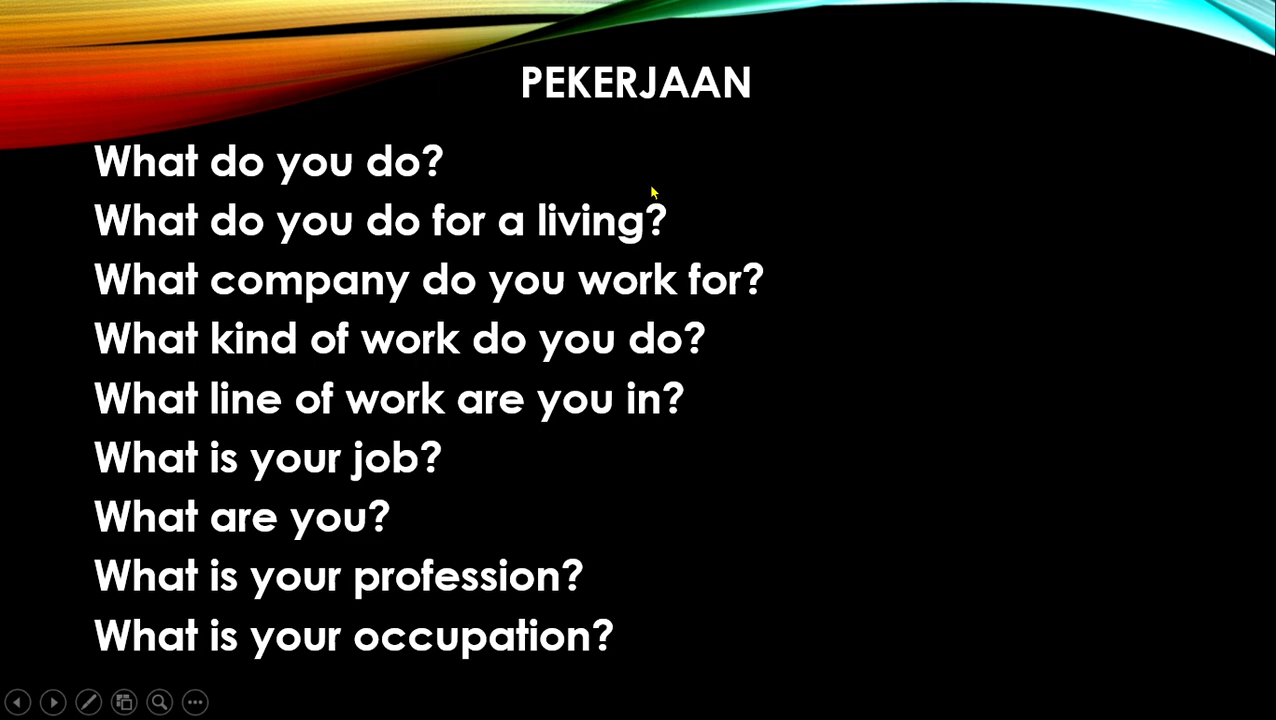 PEKERJAAN
What do you do?
What do you do for a living?
What company do you work for?
What kind of work do you do?
What line of work are you in?
What is your job?
What are you?
What is your profession?
What is your occupation?